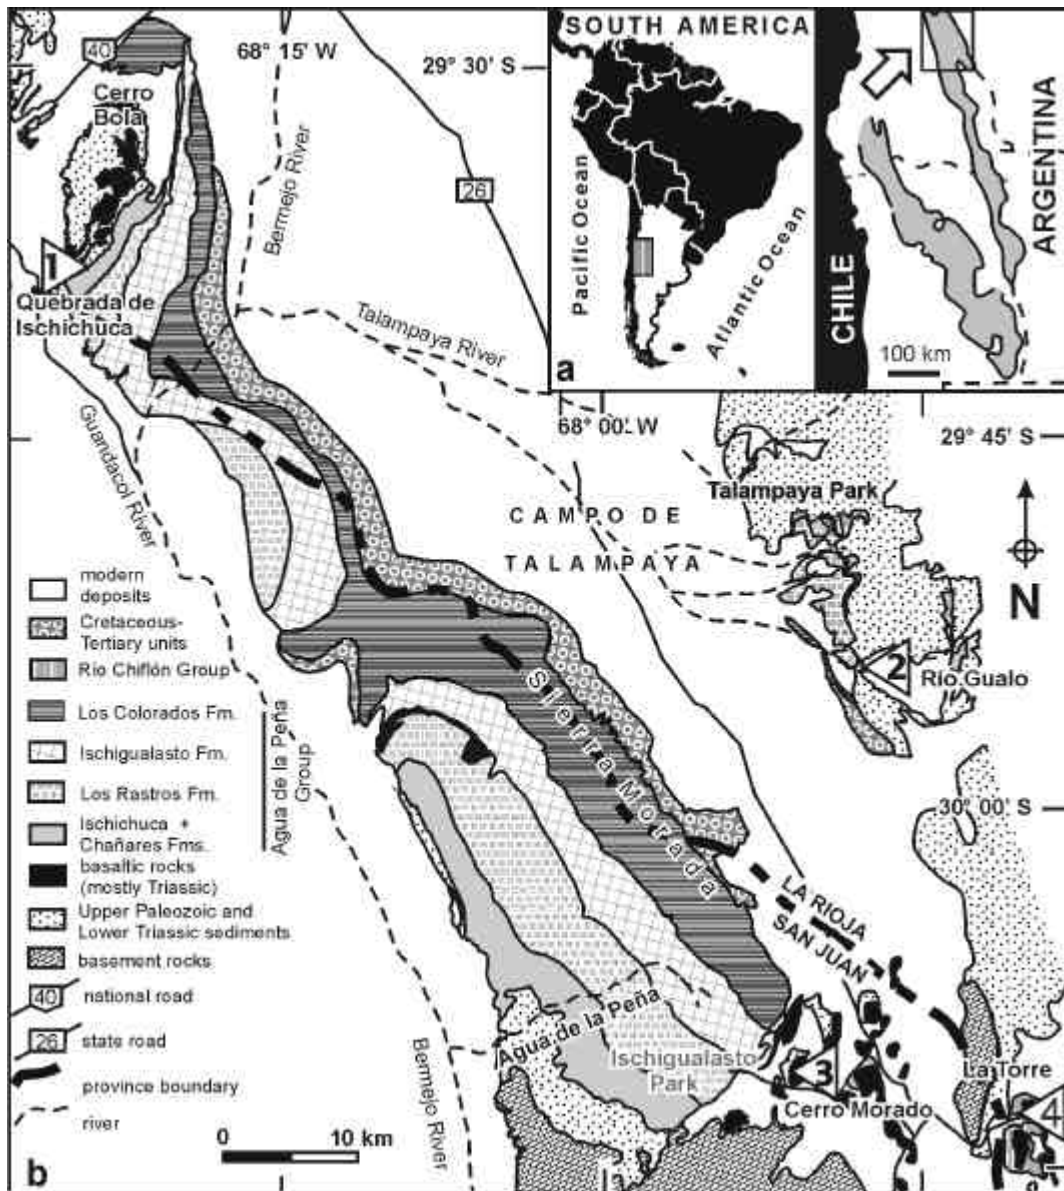 40
68° 15' W
29° 30' S
Cerro
Bola
Bermejo River
26
1
Quebrada de
Ischichuca
Talampaya River
Guandacol River
SOUTH AMERICA
Pacific Ocean
Atlantic Ocean
a
CHILE
ARGENTINA
100 km
68° 00' W
29° 45' S
Talampaya Park
CAMPO DE
TALAMPAYA
N
2
Río Gualo
modern
deposits
Cretaceous-
Tertiary units
Río Chiflón Group
Los Colorados Fm.
Ischigualasto Fm.
Los Rastros Fm.
Ischichuca +
Chañares Fms.
Agua de la Peña
Group
basaltic rocks
(mostly Triassic)
Upper Paleozoic and
Lower Triassic sediments
basement rocks
40 national road
26 state road
province boundary
river
Sierra Morada
30° 00' S
LA RIOJA
SAN JUAN
Agua de la Peña
Ischigualasto
Park
Bermejo River
3
Cerro Morado
La Torre
4
0 10 km
b